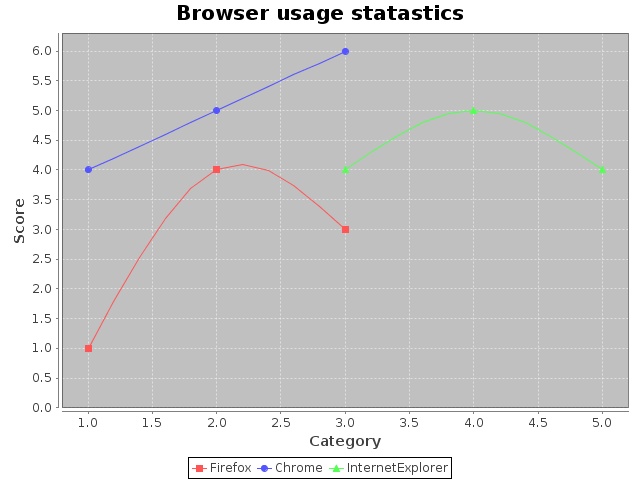 Browser usage statastics
6.0
5.5
5.0
4.5
4.0
3.5
3.0
2.5
2.0
1.5
1.0
0.5
0.0
Score
1.0 1.5 2.0 2.5 3.0 3.5 4.0 4.5 5.0
Category
Firefox Chrome InternetExplorer